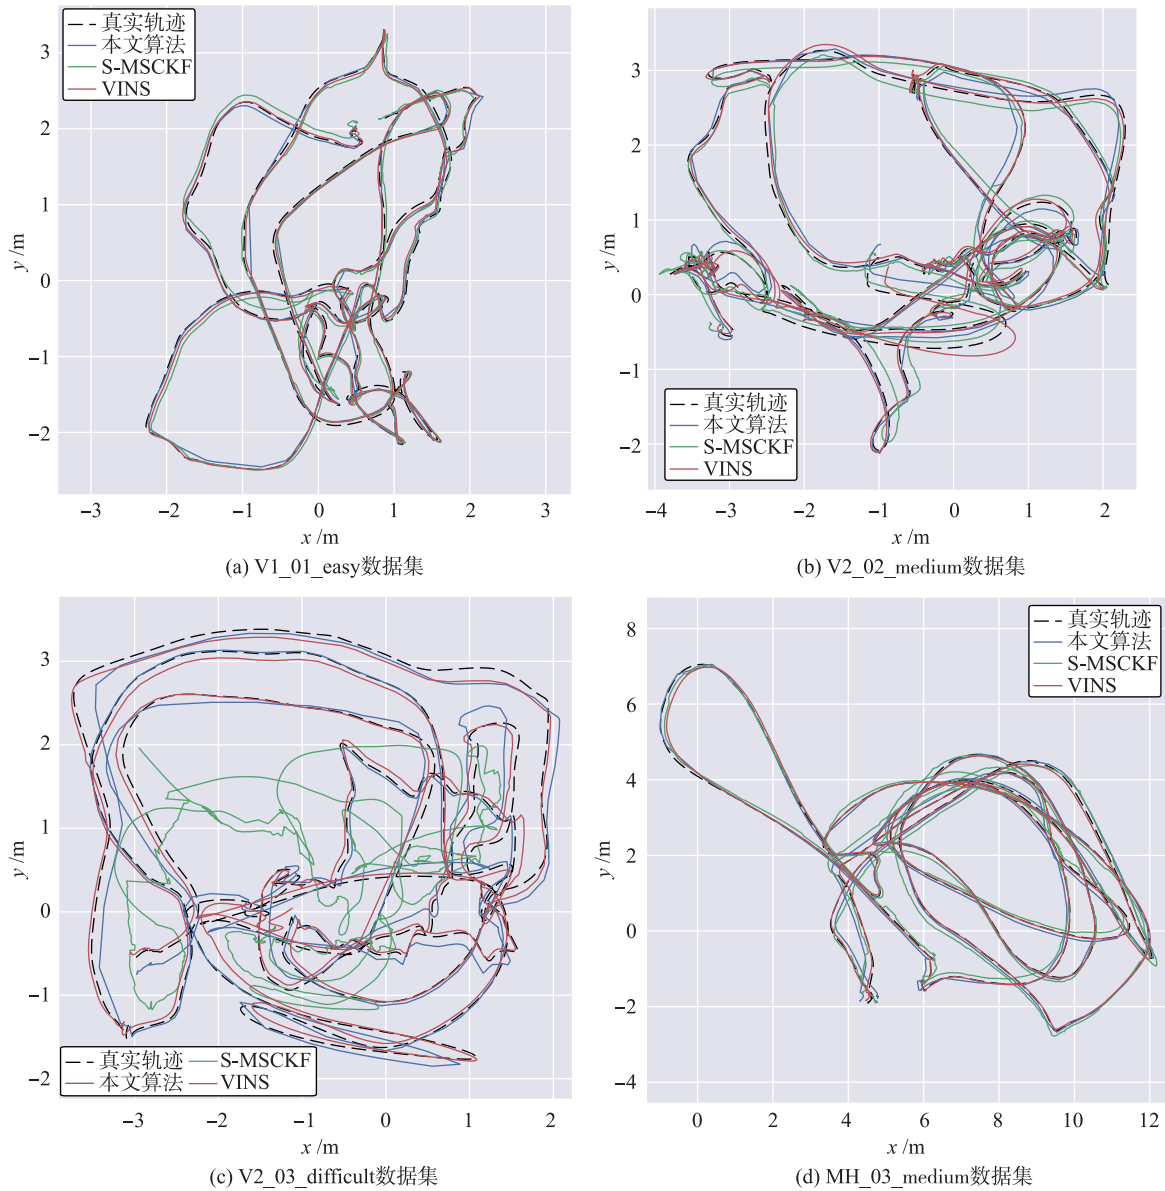 真实轨迹
本文算法
S-MSCKF
VINS
3
2
1
0
−1
−2
y /m
−3 −2 −1 0 1 2 3
x /m
(a) V1_01_easy数据集
3
2
1
0
−1
−2
y /m
真实轨迹
本文算法
S-MSCKF
VINS
−4 −3 −2 −1 0 1 2
x /m
(b) V2_02_medium数据集
3
2
1
0
−1
−2
y /m
真实轨迹 S-MSCKF
本文算法 VINS
−3 −2 −1 0 1 2
x /m
(c) V2_03_difficult数据集
真实轨迹
本文算法
S-MSCKF
VINS
8
6
4
2
0
−2
−4
y /m
0 2 4 6 8 10 12
x /m
(d) MH_03_medium数据集